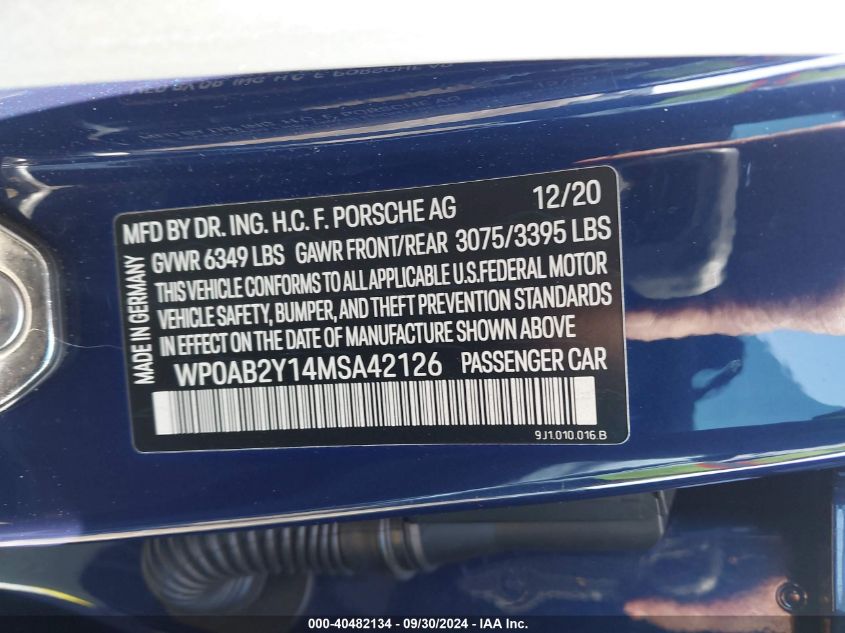 MFD BY DR. ING. H.C. F. PORSCHE AG 12/20
GVWR 6349 LBS GAWR FRONT/REAR 3075/3395 LBS
THIS VEHICLE CONFORMS TO ALL APPLICABLE U.S.FEDERAL MOTOR
VEHICLE SAFETY, BUMPER, AND THEFT PREVENTION STANDARDS
IN EFFECT ON THE DATE OF MANUFACTURE SHOWN ABOVE
WP0AB2Y14MSA42126 PASSENGER CAR
MADE IN GERMANY
9J1.010.016.B
000-40482134 - 09/30/2024 - IAA Inc.